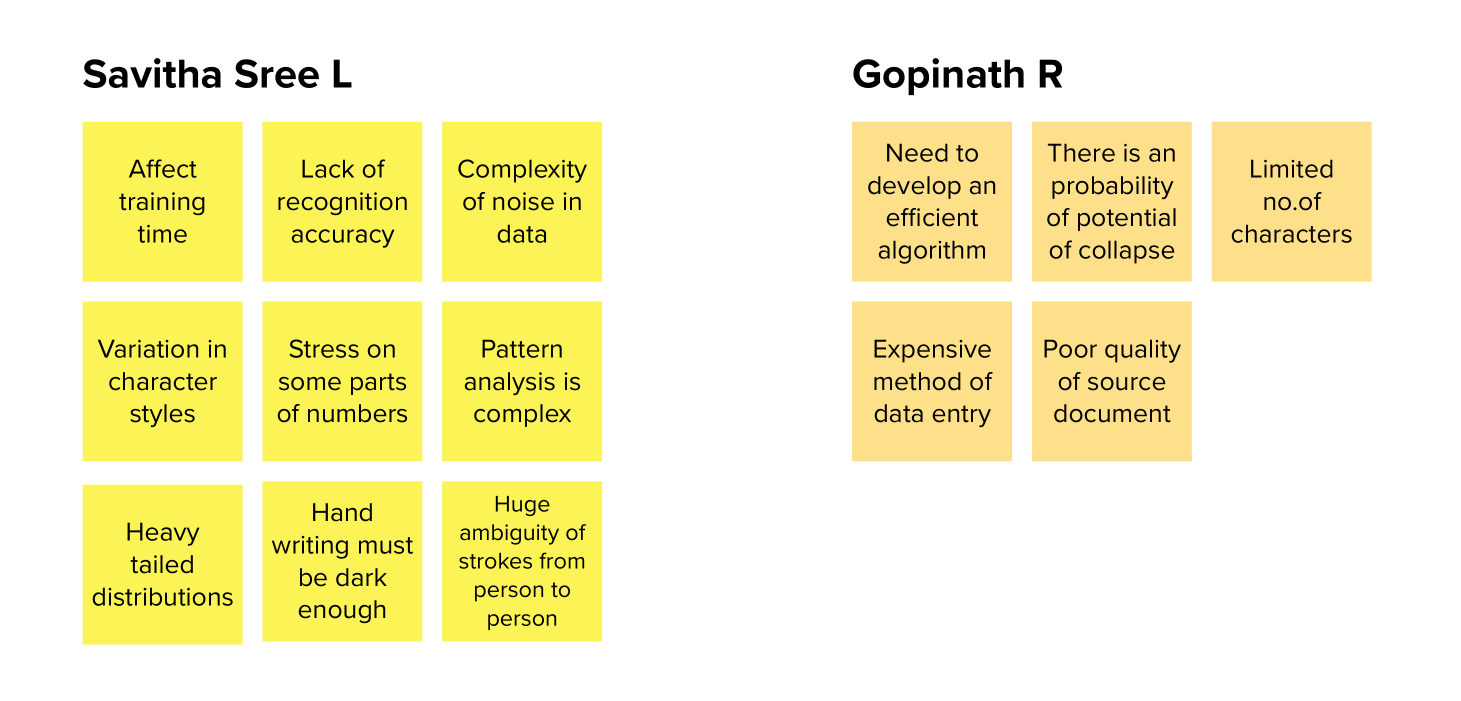 Savitha Sree L
Affect
training
time
Lack of
recognition
accuracy
Complexity
of noise in
data
Variation in
character
styles
Stress on
some parts
of numbers
Pattern
analysis is
complex
Heavy
tailed
distributions
Hand
writing must
be dark
enough
Huge
ambiguity of
strokes from
person to
person
Gopinath R
Need to
develop an
efficient
algorithm
There is an
probability
of potential
of collapse
Limited
no.of
characters
Expensive
method of
data entry
Poor quality
of source
document